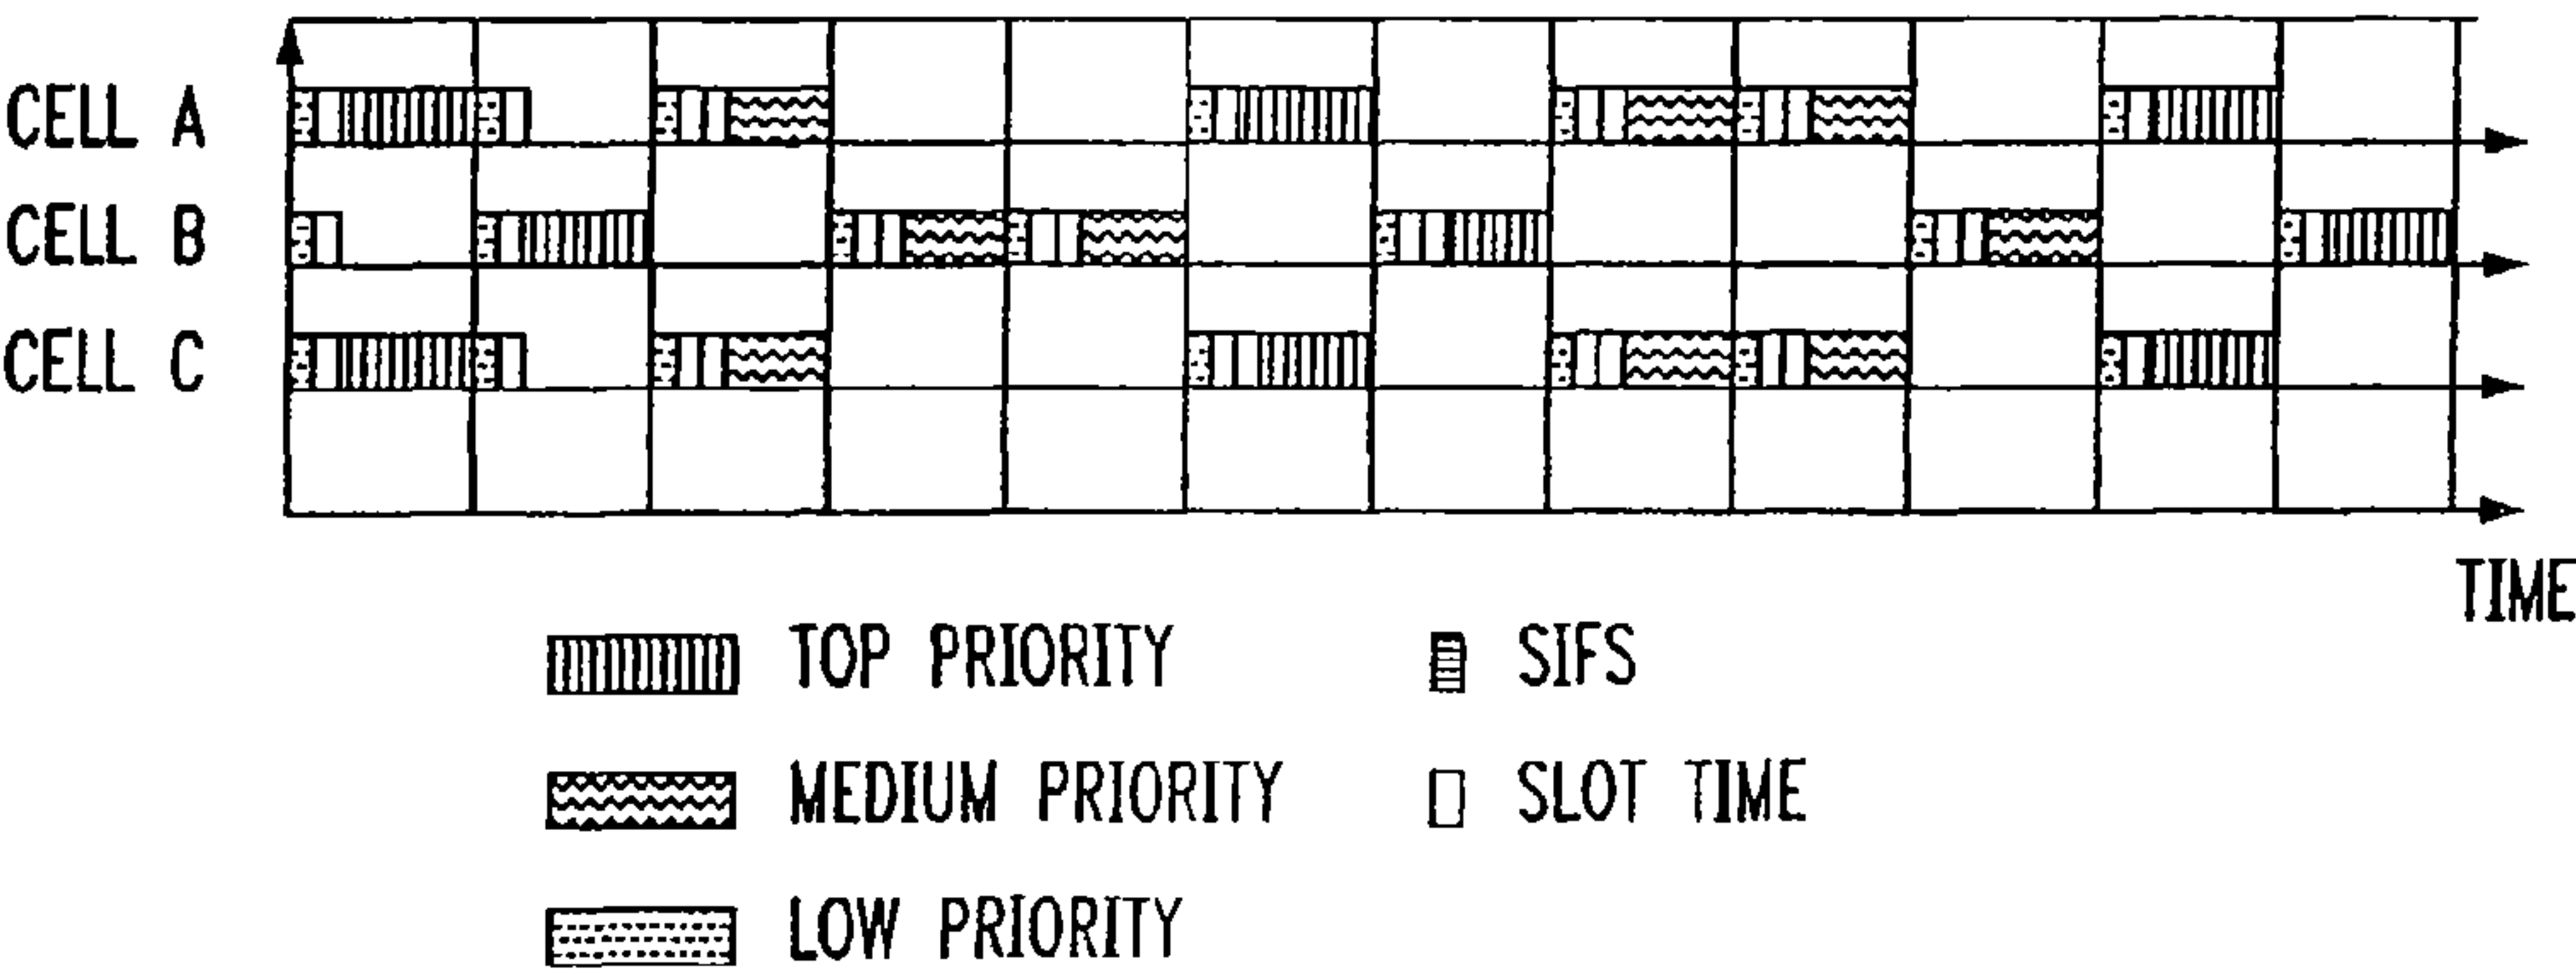 CELL A
CELL B
CELL C
TIME
TOP PRIORITY
SIFS
MEDIUM PRIORITY
SLOT TIME
LOW PRIORITY